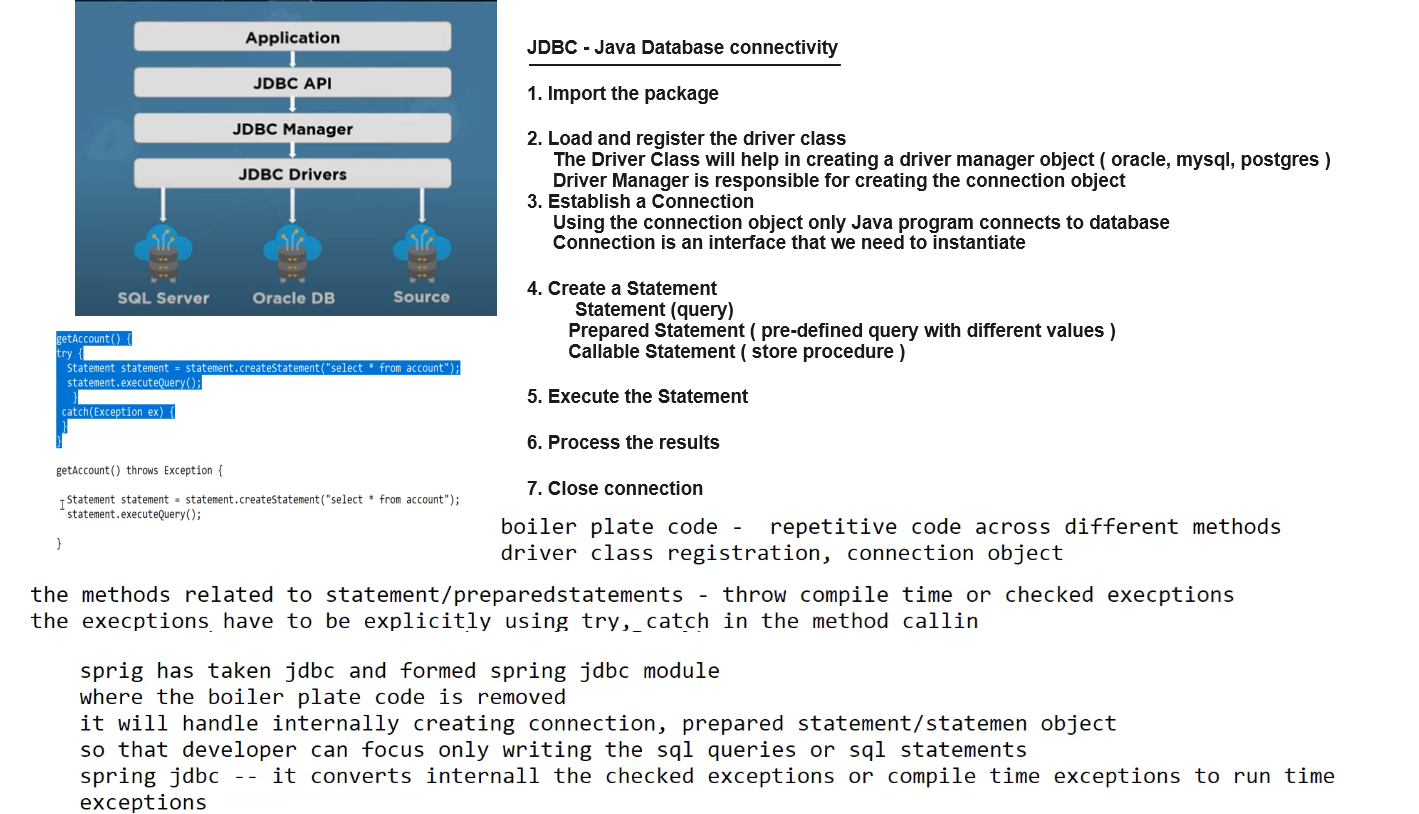 Application
JDBC API
JDBC Manager
JDBC Drivers
SQL Server
Oracle DB
Source
JDBC - Java Database connectivity
1. Import the package
2. Load and register the driver class
The Driver Class will help in creating a driver manager object ( oracle, mysql, postgres )
Driver Manager is responsible for creating the connection object
3. Establish a Connection
Using the connection object only Java program connects to database
Connection is an interface that we need to instantiate
4. Create a Statement
Statement (query)
Prepared Statement ( pre-defined query with different values )
Callable Statement ( store procedure )
5. Execute the Statement
6. Process the results
7. Close connection
getAccount() {
try {
Statement statement = statement.createStatement("select * from account");
statement.executeQuery();
}
catch(Exception ex) {
}
}
getAccount() throws Exception {
Statement statement = statement.createStatement("select * from account");
statement.executeQuery();
}
boiler plate code - repetitive code across different methods
driver class registration, connection object
the methods related to statement/preparedstatements - throw compile time or checked execptions
the execptions have to be explicitly using try, catch in the method callin
sprig has taken jdbc and formed spring jdbc module
where the boiler plate code is removed
it will handle internally creating connection, prepared statement/statemen object
so that developer can focus only writing the sql queries or sql statements
spring jdbc -- it converts internall the checked exceptions or compile time exceptions to run time
exceptions